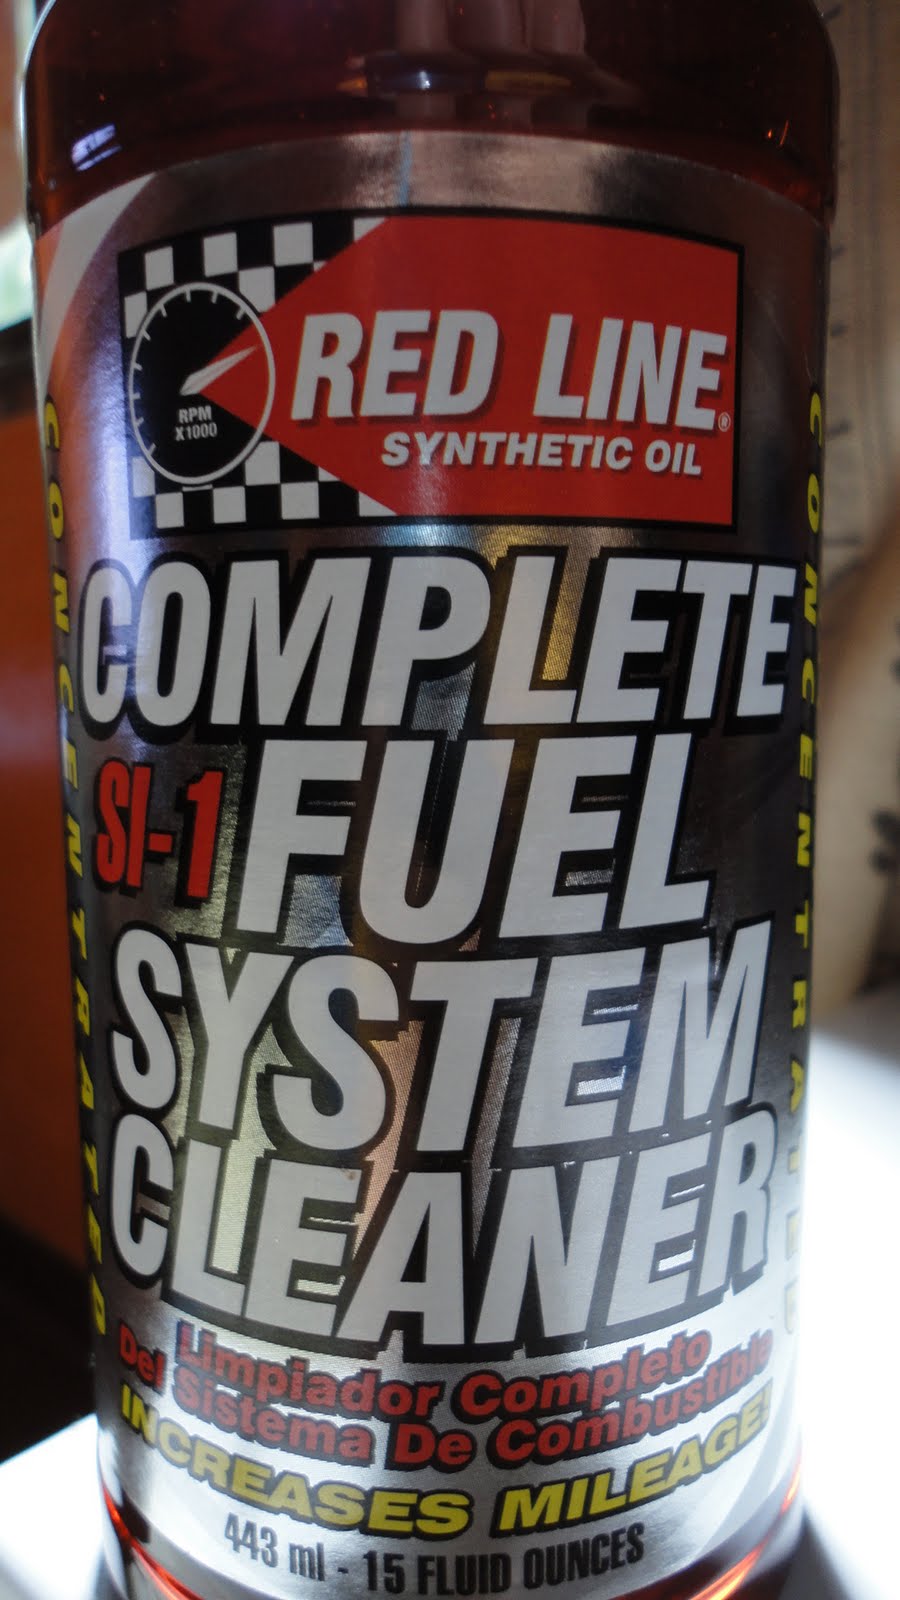 RPM
X1000
RED LINE®
SYNTHETIC OIL
COMPLETE
SI-1 FUEL
SYSTEM
CLEANER
Limpiador Completo
Del Sistema De Combustible
INCREASES MILEAGE!
443 ml - 15 FLUID OUNCES
CONCENTRATED
CONCENTRATED